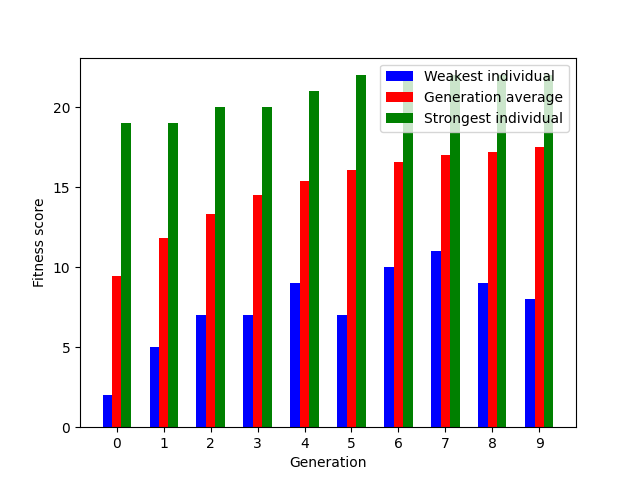 Weakest individual
Generation average
Strongest individual
Fitness score
20
15
10
5
0
0 1 2 3 4 5 6 7 8 9
Generation